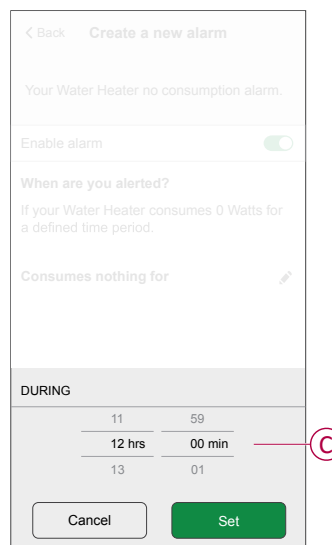 Back Create a new alarm
Your Water Heater no consumption alarm.
Enable alarm
When are you alerted?
If your Water Heater consumes 0 Watts for
a defined time period.
Consumes nothing for
DURING
11 59
12 hrs 00 min
13 01
C
Cancel Set